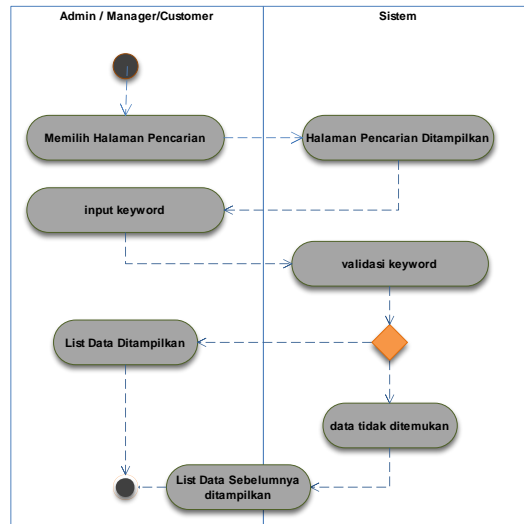 Admin / Manager/Customer
Sistem
Memilih Halaman Pencarian
Halaman Pencarian Ditampilkan
input keyword
validasi keyword
List Data Ditampilkan
data tidak ditemukan
List Data Sebelumnya
ditampilkan